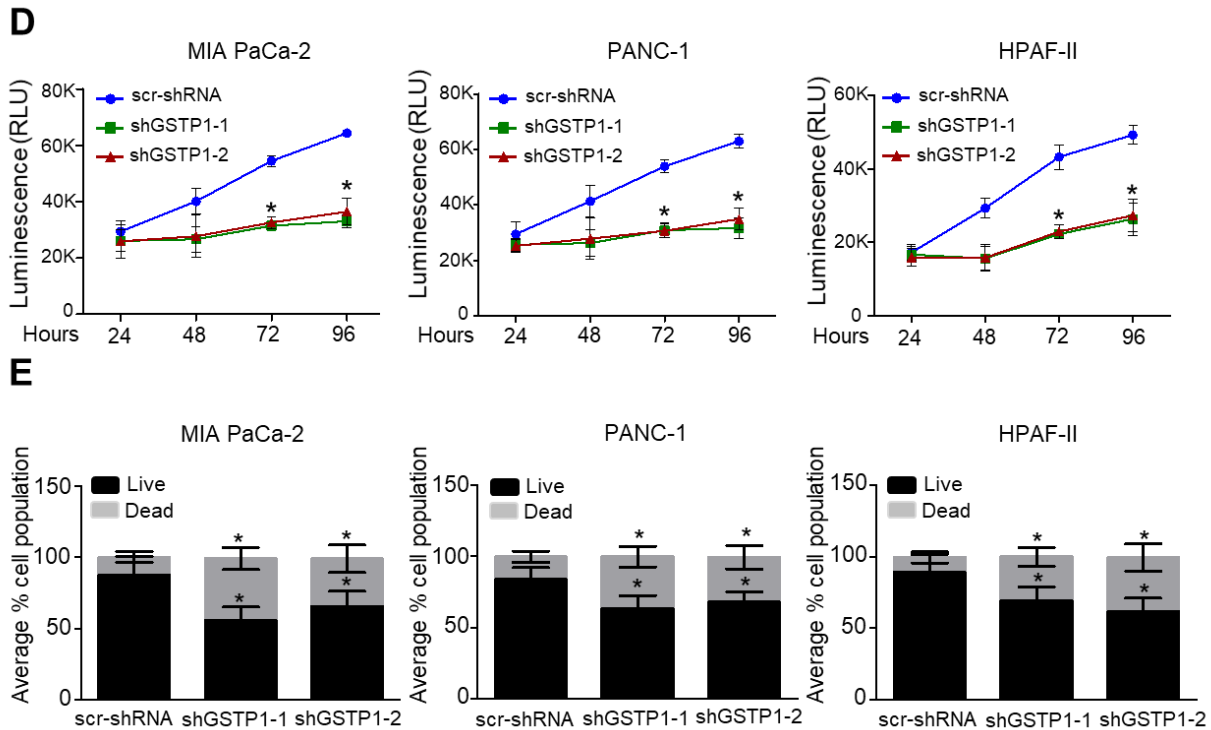 D
MIA PaCa-2
Luminescence (RLU)
80K
60K
40K
20K
0
scr-shRNA
shGSTP1-1
shGSTP1-2
*
*
Hours
24 48 72 96
PANC-1
Luminescence (RLU)
80K
60K
40K
20K
0
scr-shRNA
shGSTP1-1
shGSTP1-2
*
*
Hours
24 48 72 96
HPAF-II
Luminescence (RLU)
60K
40K
20K
0
scr-shRNA
shGSTP1-1
shGSTP1-2
*
*
Hours
24 48 72 96
E
MIA PaCa-2
Average % cell population
150
100
50
0
Live
Dead
* *
* *
scr-shRNA shGSTP1-1 shGSTP1-2
PANC-1
Average % cell population
150
100
50
0
Live
Dead
* *
* *
scr-shRNA shGSTP1-1 shGSTP1-2
HPAF-II
Average % cell population
150
100
50
0
Live
Dead
* *
* *
scr-shRNA shGSTP1-1 shGSTP1-2